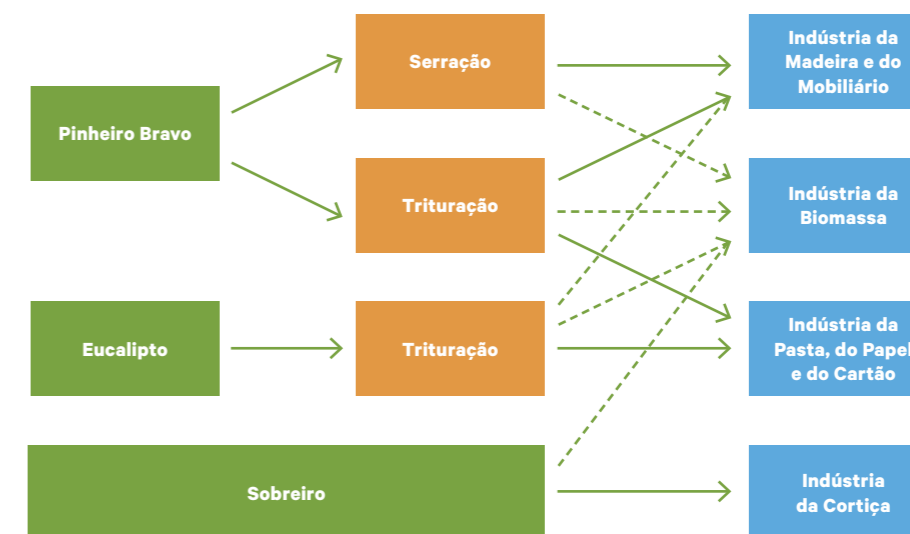 Serração
Indústria da
Madeira e do
Mobiliário
Pinheiro Bravo
Trituração
Indústria da
Biomassa
Eucalipto
Trituração
Indústria da
Pasta, do Papel
e do Cartão
Sobreiro
Indústria
da Cortiça